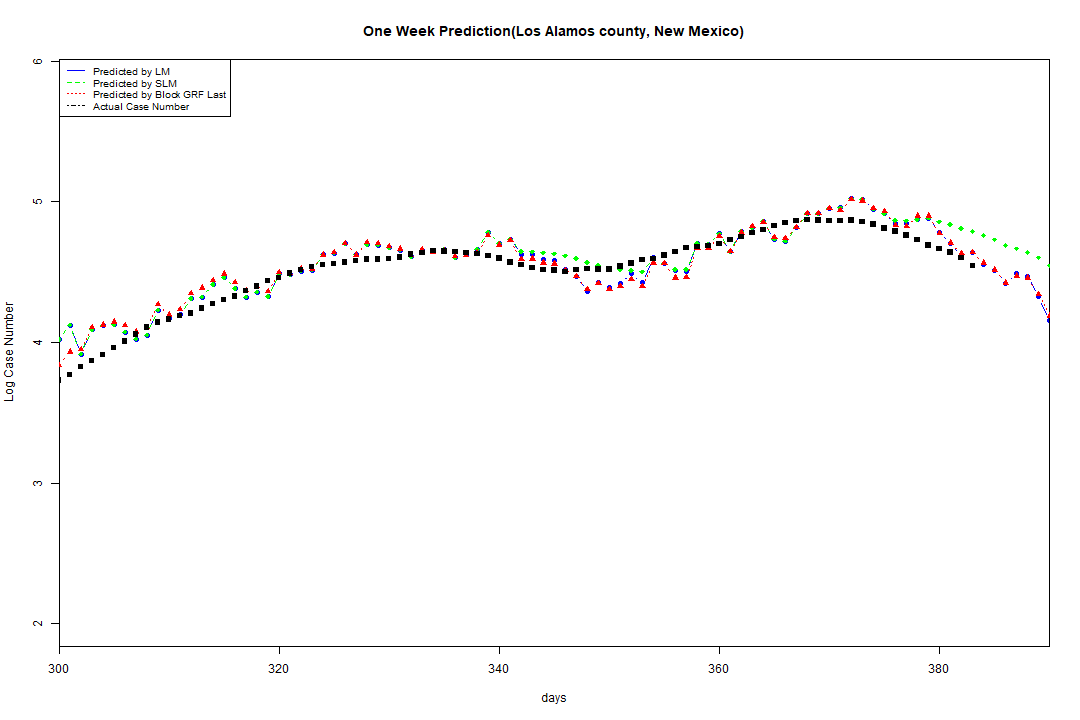 One Week Prediction(Los Alamos county, New Mexico)
Predicted by LM
Predicted by SLM
Predicted by Block GRF Last
Actual Case Number
6
5
4
3
2
Log Case Number
300 320 340 360 380
days